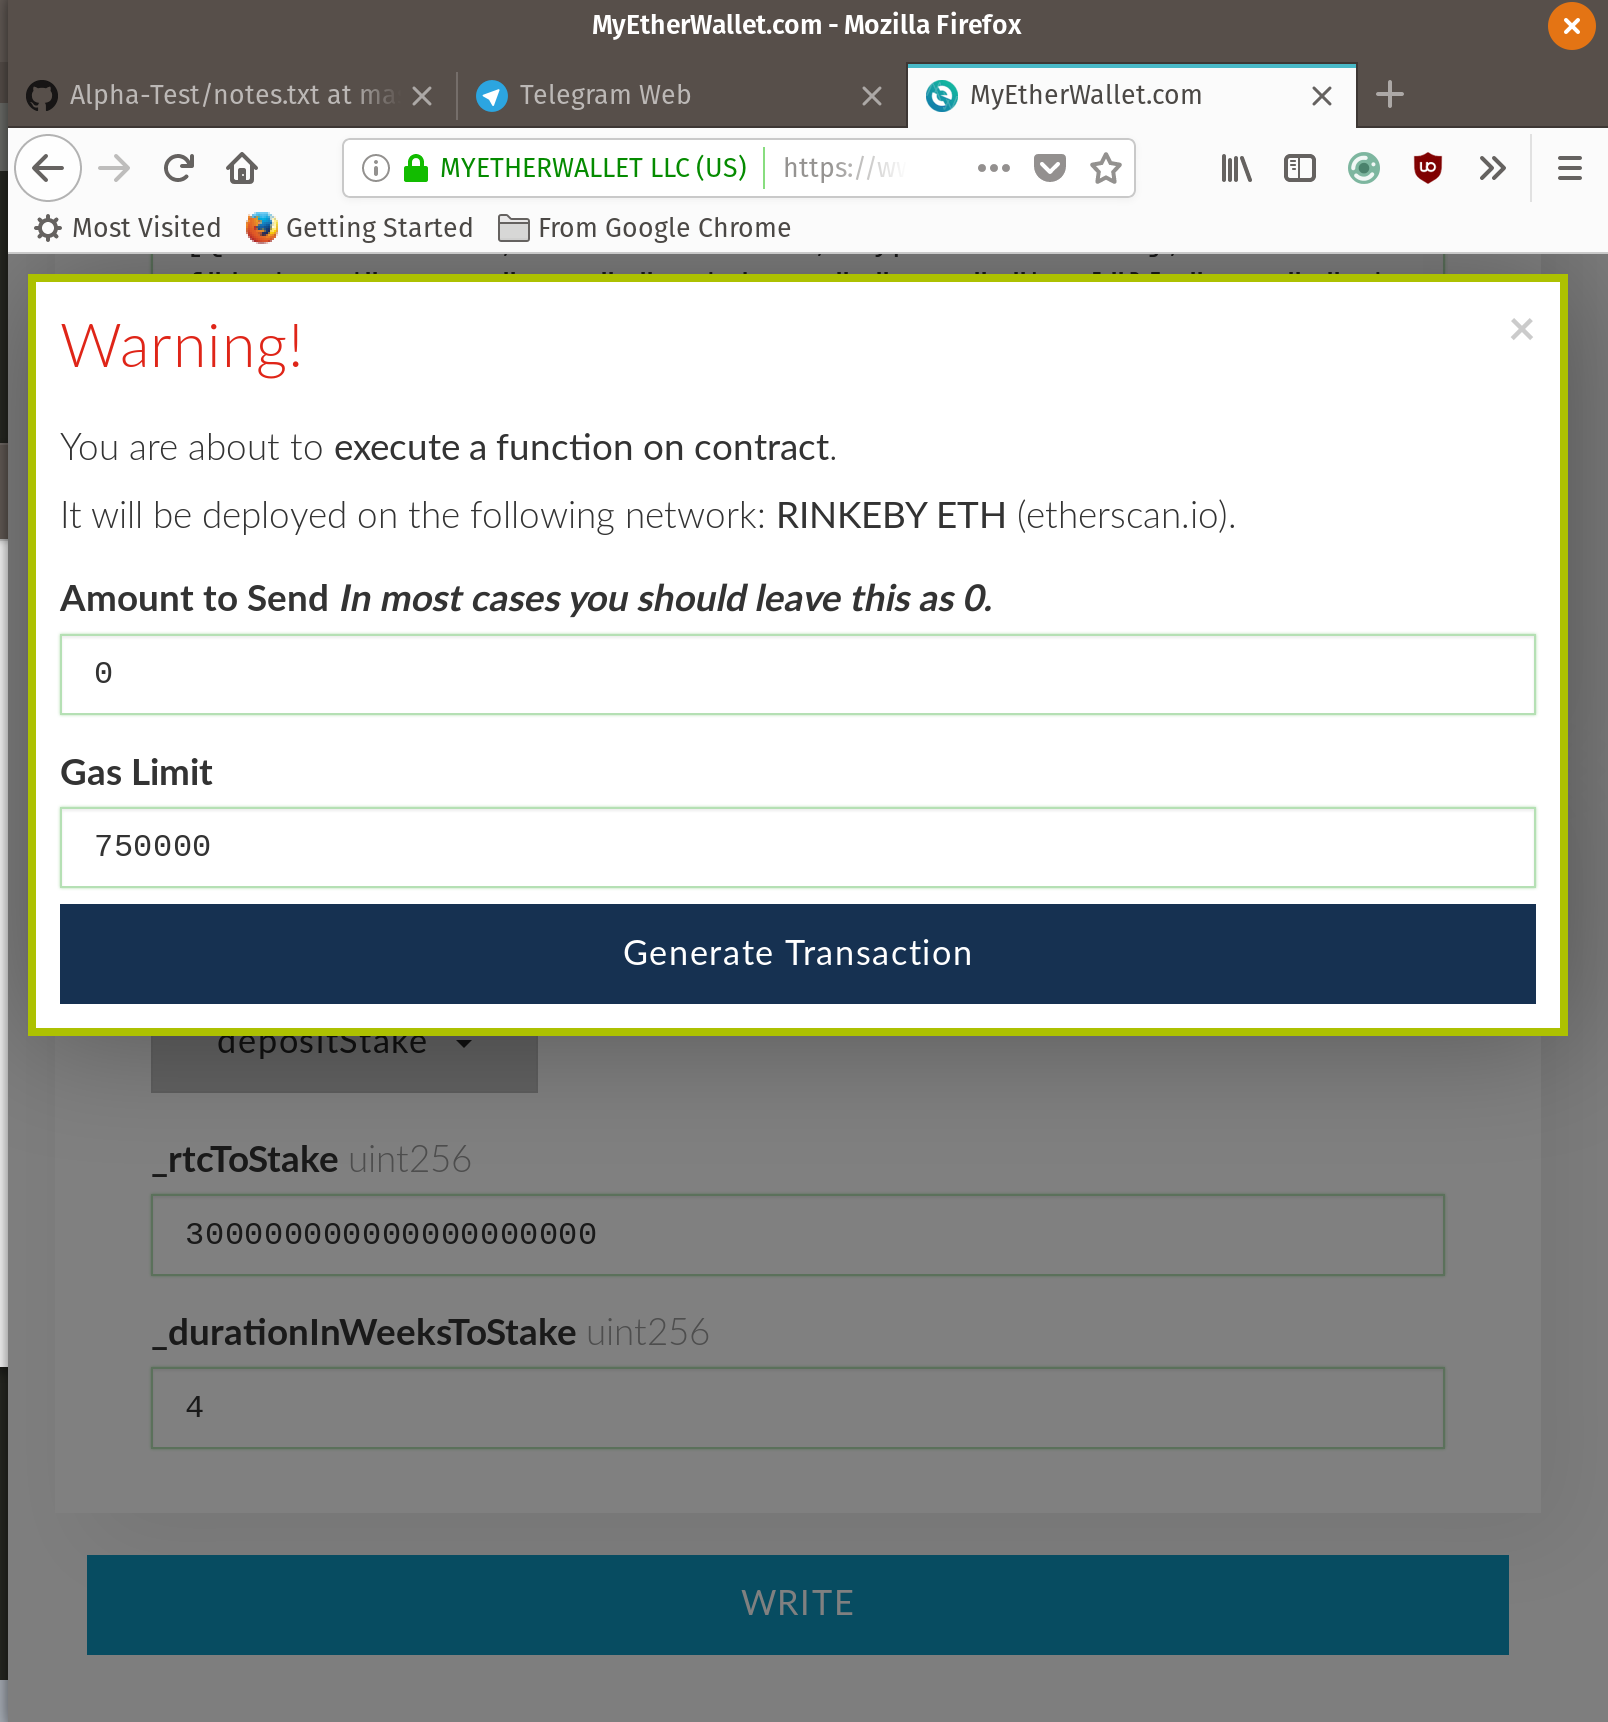 MyEtherWallet.com - Mozilla Firefox
Alpha-Test/notes.txt at ma
Telegram Web
MyEtherWallet.com
MYETHERWALLET LLC (US)
https://w
Most Visited
Getting Started
From Google Chrome
Warning!
×
You are about to execute a function on contract.
It will be deployed on the following network: RINKEBY ETH (etherscan.io).
Amount to Send In most cases you should leave this as 0.
0
Gas Limit
750000
Generate Transaction
depositStake
_rtcToStake uint256
300000000000000000000
_durationInWeeksToStake uint256
4
WRITE